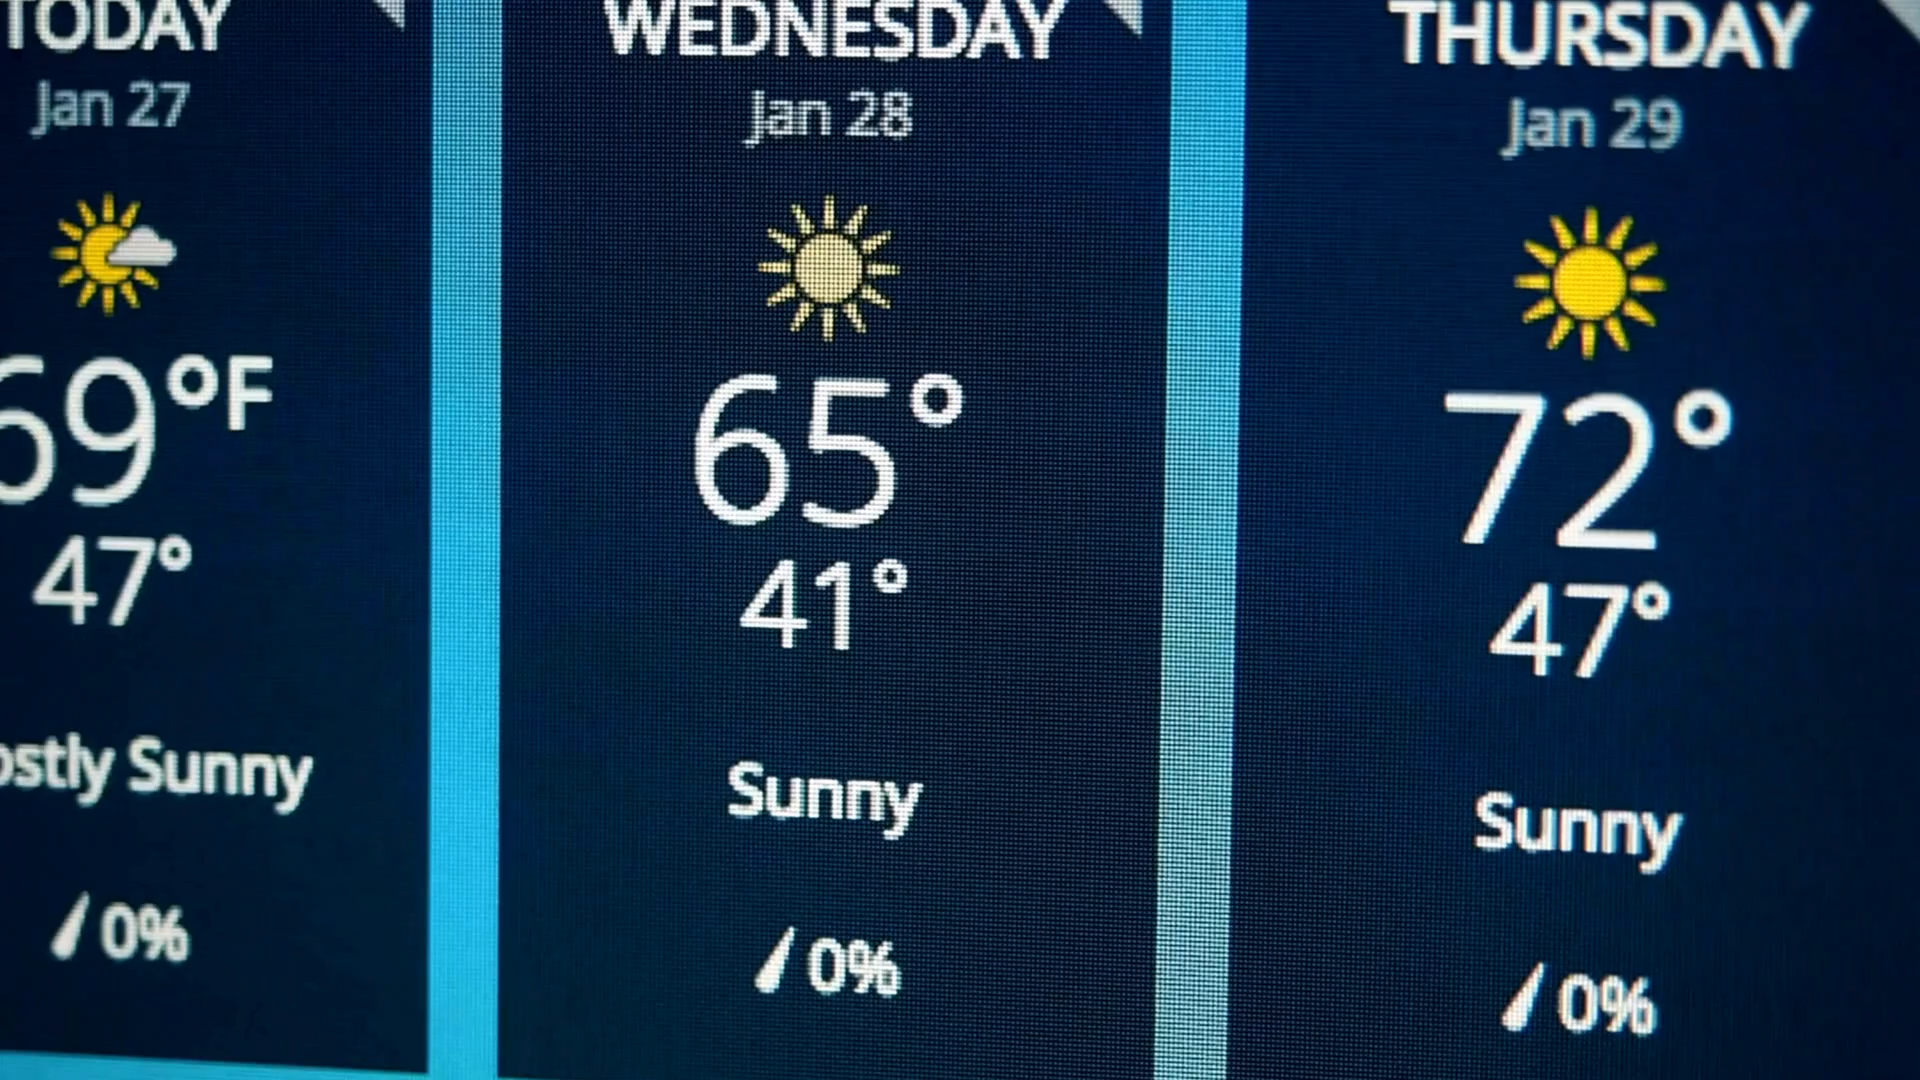 TODAY
Jan 27
69°F
47°
ostly Sunny
0%
WEDNESDAY
Jan 28
65°
41°
Sunny
0%
THURSDAY
Jan 29
72°
47°
Sunny
0%